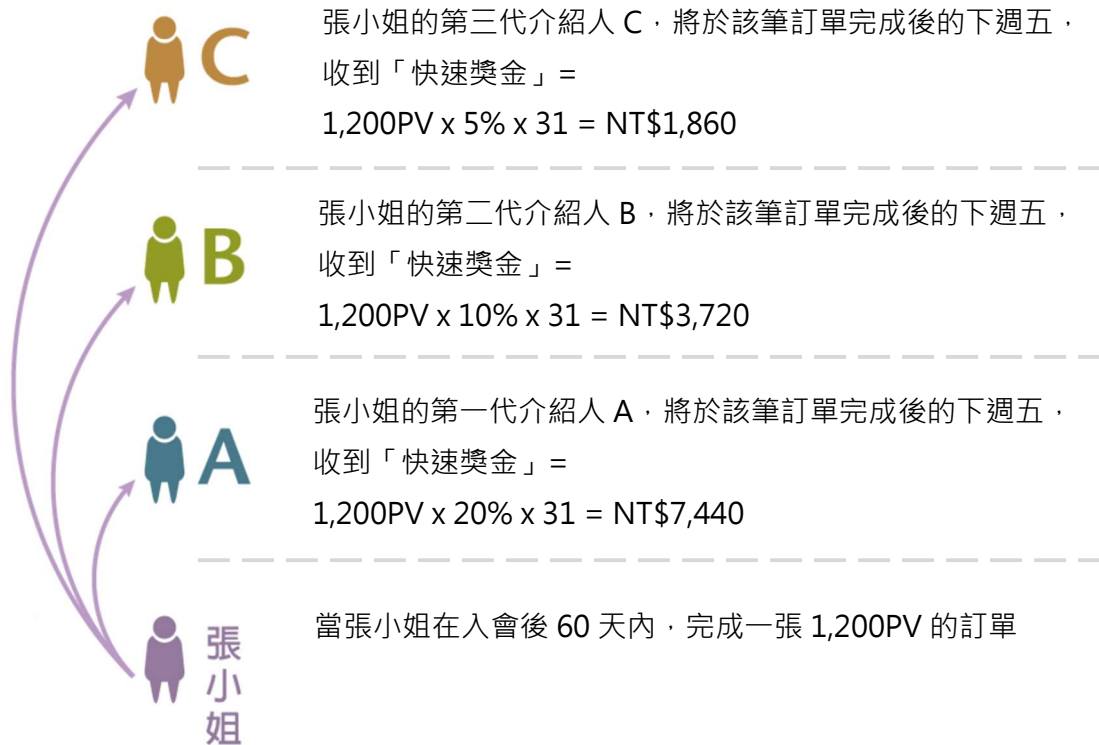 C
張小姐的第三代介紹人 C，將於該筆訂單完成後的下週五，
收到「快速獎金」=
1,200PV x 5% x 31 = NT$1,860
B
張小姐的第二代介紹人 B，將於該筆訂單完成後的下週五，
收到「快速獎金」=
1,200PV x 10% x 31 = NT$3,720
A
張小姐的第一代介紹人 A，將於該筆訂單完成後的下週五，
收到「快速獎金」=
1,200PV x 20% x 31 = NT$7,440
張小姐
當張小姐在入會後 60 天內，完成一張 1,200PV 的訂單